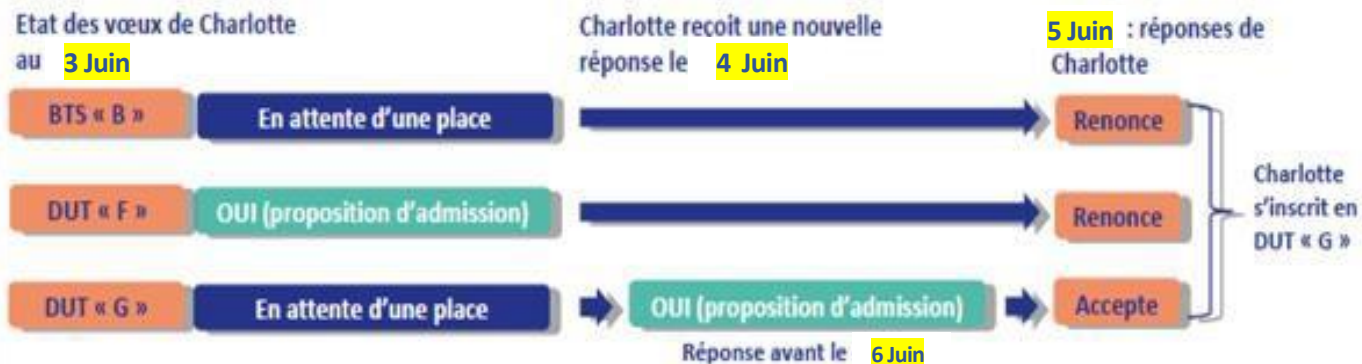 Etat des vœux de Charlotte
au 3 Juin
Charlotte reçoit une nouvelle
réponse le 4 Juin
5 Juin : réponses de
Charlotte
BTS « B »
En attente d'une place
Renonce
DUT « F »
OUI (proposition d'admission)
Renonce
Charlotte
s'inscrit en
DUT « G »
DUT « G »
En attente d'une place
OUI (proposition d'admission)
Accepte
Réponse avant le 6 Juin